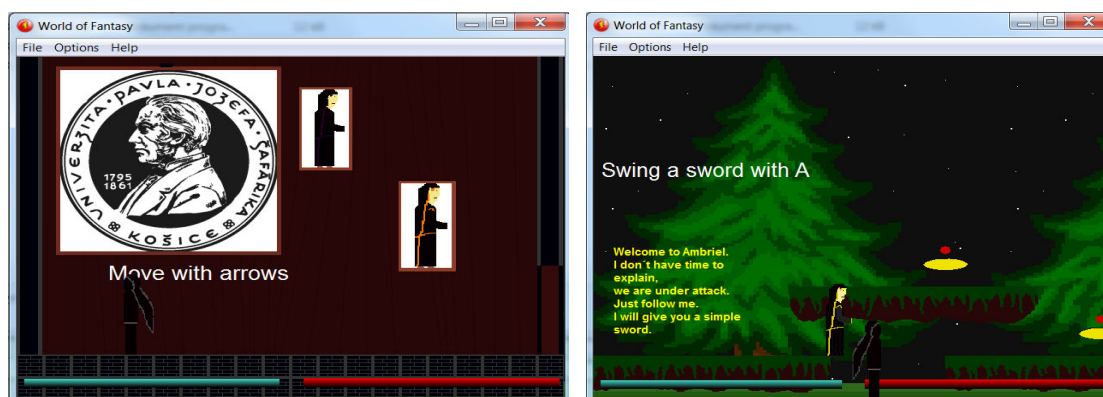 World of Fantasy
File Options Help
UNIVERZITA · PAVLA · JOZEFA · ŠAFÁRIKA
KOŠICE
1795
1861
Move with arrows
World of Fantasy
File Options Help
Swing a sword with A
Welcome to Ambriel.
I don´t have time to
explain,
we are under attack.
Just follow me.
I will give you a simple
sword.